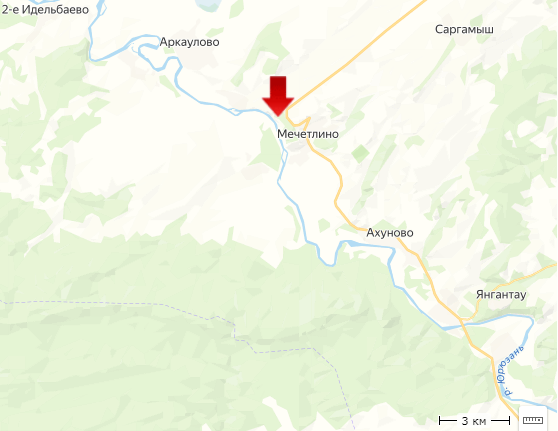 2-е Идельбаево
Саргамыш
Аркаулово
Мечетлино
Ахуново
Янгантау
р. Юрюзань
3 км